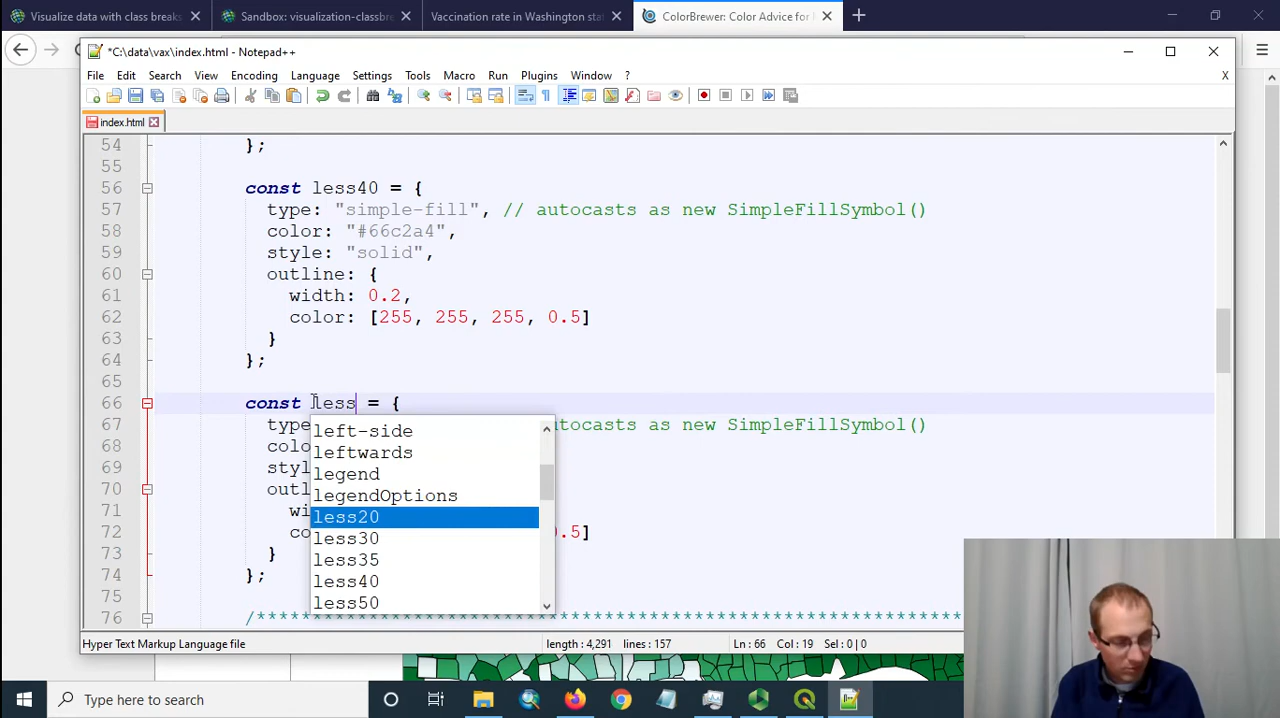 Visualize data with class breaks
Sandbox: visualization-classbre
Vaccination rate in Washington stat
ColorBrewer: Color Advice for
*C:\data\vax\index.html - Notepad++
File Edit Search View Encoding Language Settings Tools Macro Run Plugins Window ? X
index.html
54 };
55
56 const less40 = {
57 type: "simple-fill", // autocasts as new SimpleFillSymbol()
58 color: "#66c2a4",
59 style: "solid",
60 outline: {
61 width: 0.2,
62 color: [255, 255, 255, 0.5]
63 }
64 };
65
66 const less = {
67 type autocasts as new SimpleFillSymbol()
68 colo
69 styl
70 outl
71 wi
72 co 0.5]
73 }
74 };
75
76 /****************************************************************
left-side
leftwards
legend
legendOptions
less20
less30
less35
less40
less50
Hyper Text Markup Language file length : 4,291 lines : 157 Ln : 66 Col : 19 Sel : 0 | 0
Type here to search